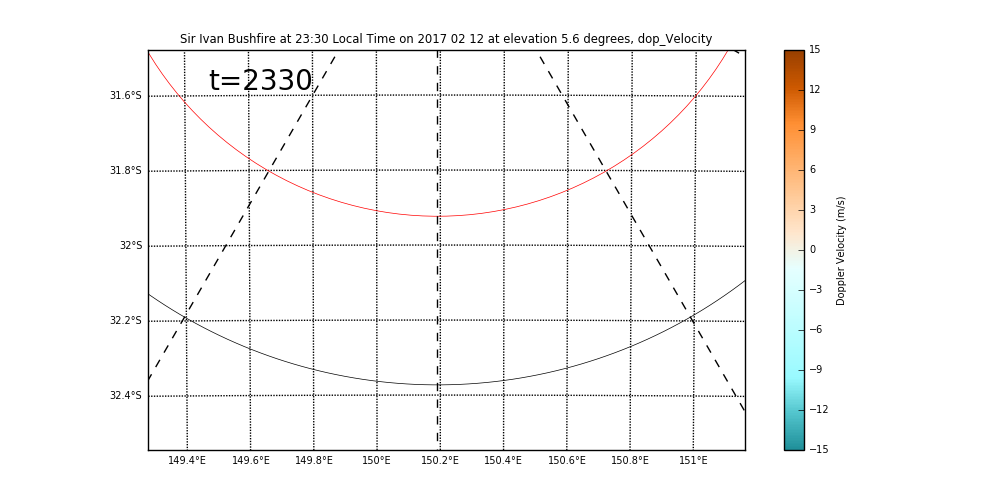 Sir Ivan Bushfire at 23:30 Local Time on 2017 02 12 at elevation 5.6 degrees, dop_Velocity
t=2330
31.6°S
31.8°S
32°S
32.2°S
32.4°S
149.4°E 149.6°E 149.8°E 150°E 150.2°E 150.4°E 150.6°E 150.8°E 151°E
15
12
9
6
3
0
−3
−6
−9
−12
−15
Doppler Velocity (m/s)